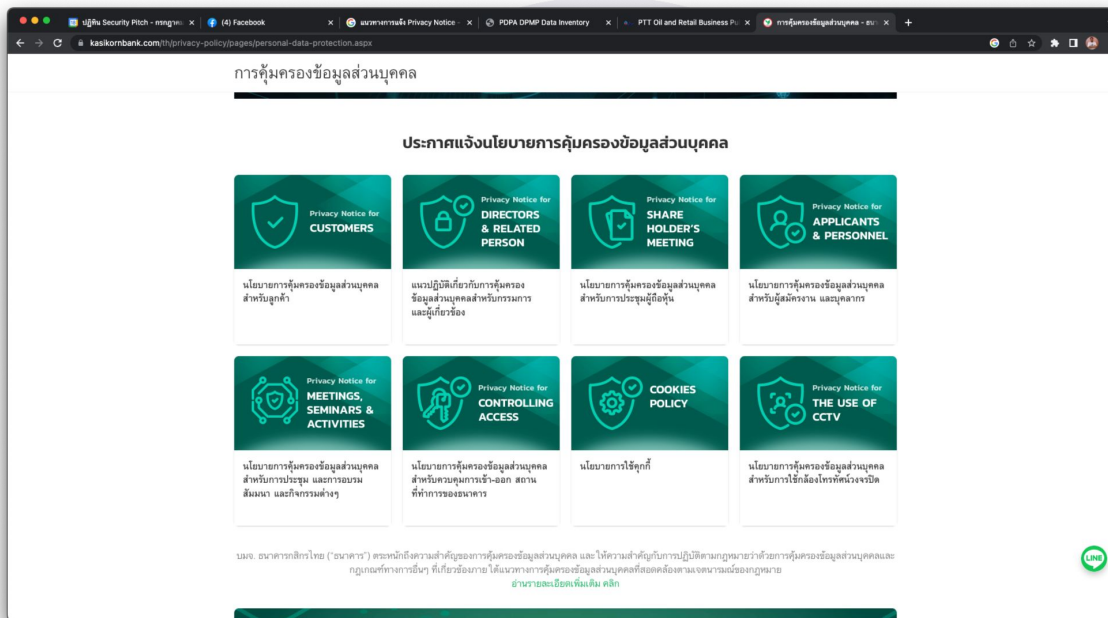 ปฏิทิน Security Pitch - กรกฎาคม
(4) Facebook
แนวทางการแจ้ง Privacy Notice -
PDPA DPMP Data Inventory
PTT Oil and Retail Business Pu
การคุ้มครองข้อมูลส่วนบุคคล - ธนา
kasikornbank.com/th/privacy-policy/pages/personal-data-protection.aspx
การคุ้มครองข้อมูลส่วนบุคคล
ประกาศแจ้งนโยบายการคุ้มครองข้อมูลส่วนบุคคล
Privacy Notice for
CUSTOMERS
นโยบายการคุ้มครองข้อมูลส่วนบุคคล
สำหรับลูกค้า
Privacy Notice for
DIRECTORS
& RELATED
PERSON
แนวปฏิบัติเกี่ยวกับการคุ้มครอง
ข้อมูลส่วนบุคคลสำหรับกรรมการ
และผู้เกี่ยวข้อง
Privacy Notice for
SHARE
HOLDER'S
MEETING
นโยบายการคุ้มครองข้อมูลส่วนบุคคล
สำหรับการประชุมผู้ถือหุ้น
Privacy Notice for
APPLICANTS
& PERSONNEL
นโยบายการคุ้มครองข้อมูลส่วนบุคคล
สำหรับผู้สมัครงาน และบุคลากร
Privacy Notice for
MEETINGS,
SEMINARS &
ACTIVITIES
นโยบายการคุ้มครองข้อมูลส่วนบุคคล
สำหรับการประชุม และการอบรม
สัมมนา และกิจกรรมต่างๆ
Privacy Notice for
CONTROLLING
ACCESS
นโยบายการคุ้มครองข้อมูลส่วนบุคคล
สำหรับควบคุมการเข้า-ออก สถาน
ที่ทำการของธนาคาร
COOKIES
POLICY
นโยบายการใช้คุกกี้
Privacy Notice for
THE USE OF
CCTV
นโยบายการคุ้มครองข้อมูลส่วนบุคคล
สำหรับการใช้กล้องโทรทัศน์วงจรปิด
บมจ. ธนาคารกสิกรไทย ("ธนาคาร") ตระหนักถึงความสำคัญของการคุ้มครองข้อมูลส่วนบุคคล และ ให้ความสำคัญกับการปฏิบัติตามกฎหมายว่าด้วยการคุ้มครองข้อมูลส่วนบุคคลและ
กฎเกณฑ์ทางการอื่นๆ ที่เกี่ยวข้องภาย ใต้แนวทางการคุ้มครองข้อมูลส่วนบุคคลที่สอดคล้องตามเจตนารมณ์ของกฎหมาย
อ่านรายละเอียดเพิ่มเติม คลิก
LINE